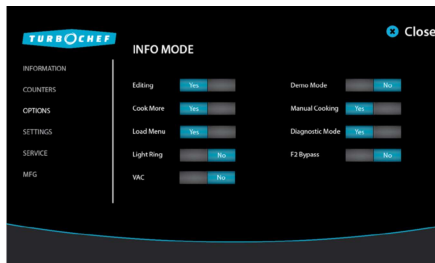 TURBOCHEF
Close
INFO MODE
INFORMATION
COUNTERS
OPTIONS
SETTINGS
SERVICE
MFG
Editing Yes
Cook More Yes
Load Menu Yes
Light Ring No
VAC No
Demo Mode No
Manual Cooking Yes
Diagnostic Mode Yes
F2 Bypass No